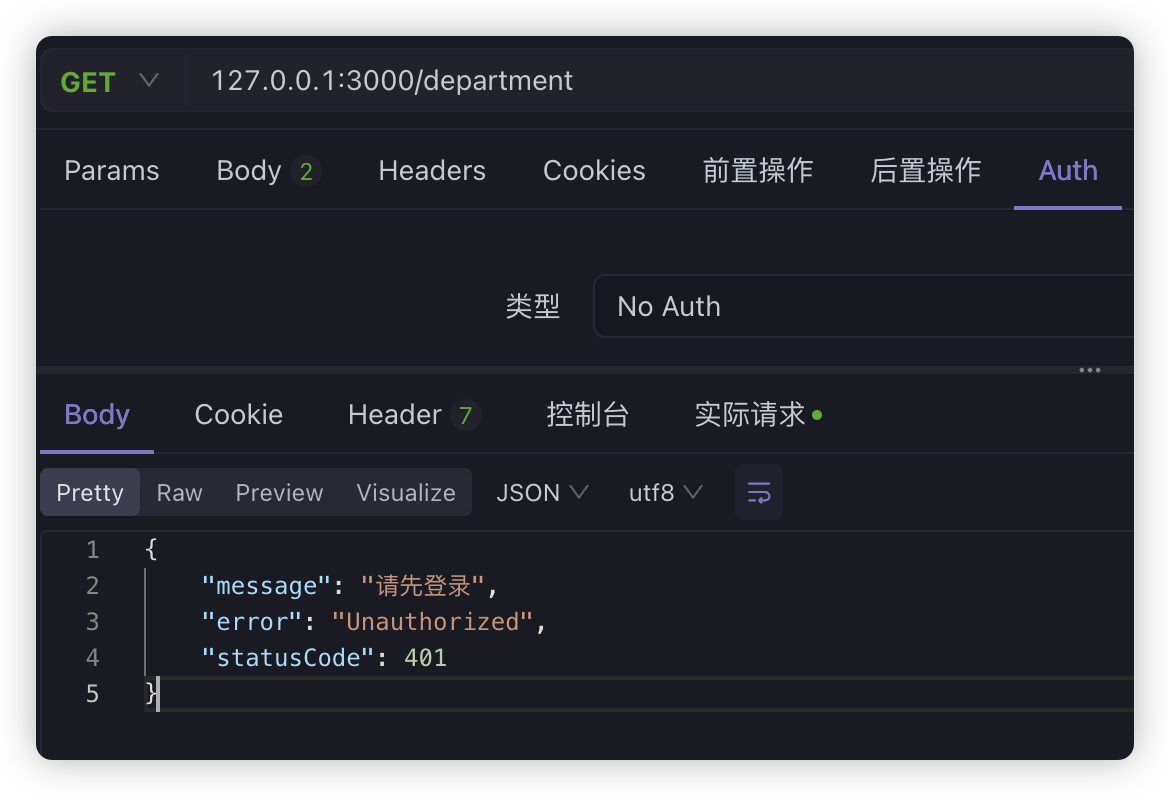 GET 127.0.0.1:3000/department
Params Body 2 Headers Cookies 前置操作 后置操作 Auth
类型 No Auth
Body Cookie Header 7 控制台 实际请求
Pretty Raw Preview Visualize JSON utf8
1 {
2 "message": "请先登录",
3 "error": "Unauthorized",
4 "statusCode": 401
5 }